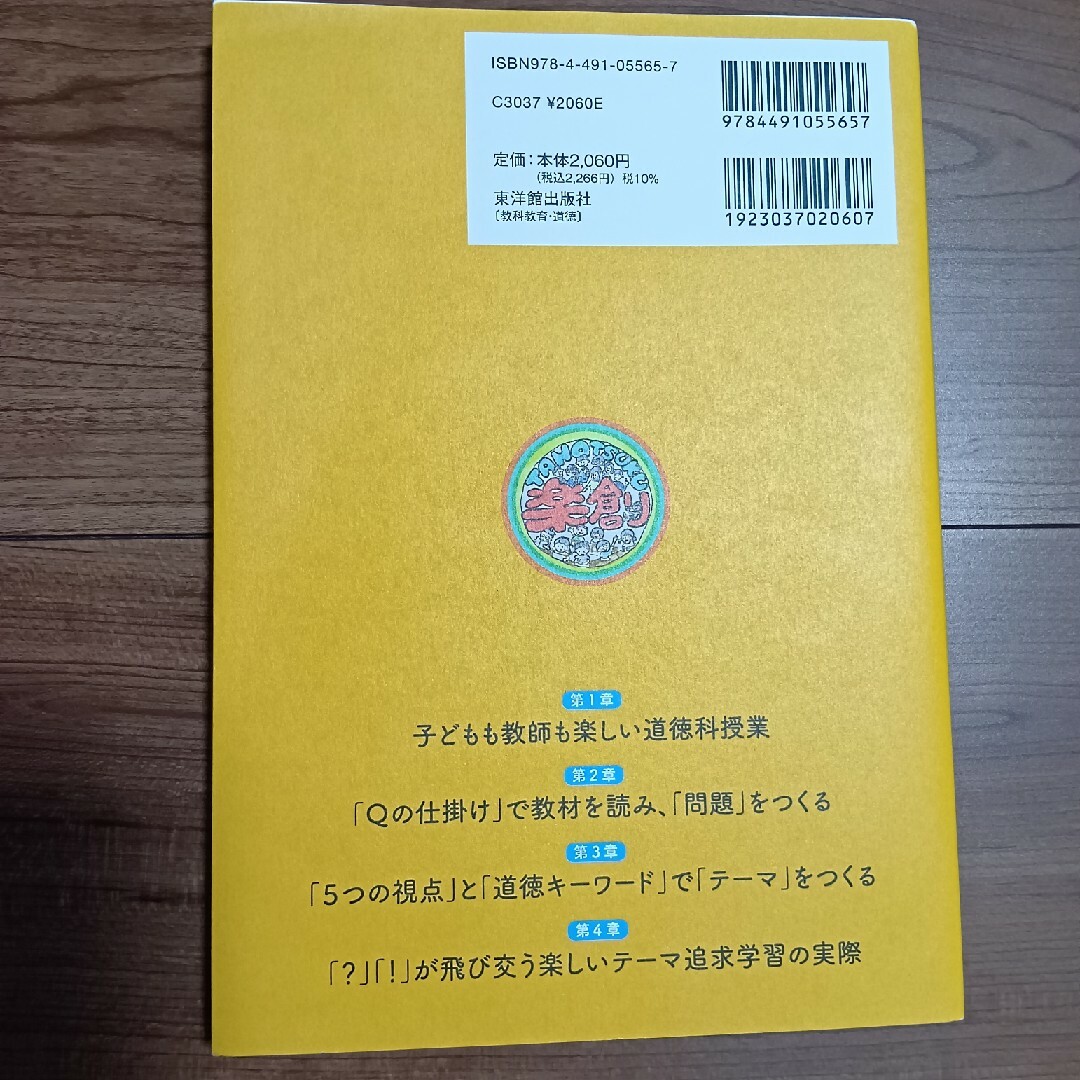 ISBN978-4-491-05565-7
C3037 ¥2060E
9784491055657
定価：本体2,060円
（税込2,266円）税10％
東洋館出版社
〔教科教育・道徳〕
1923037020607
TANOTSUKU
楽創り
第1章
子どもも教師も楽しい道徳科授業
第2章
「Qの仕掛け」で教材を読み、「問題」をつくる
第3章
「5つの視点」と「道徳キーワード」で「テーマ」をつくる
第4章
「？」「！」が飛び交う楽しいテーマ追求学習の実際